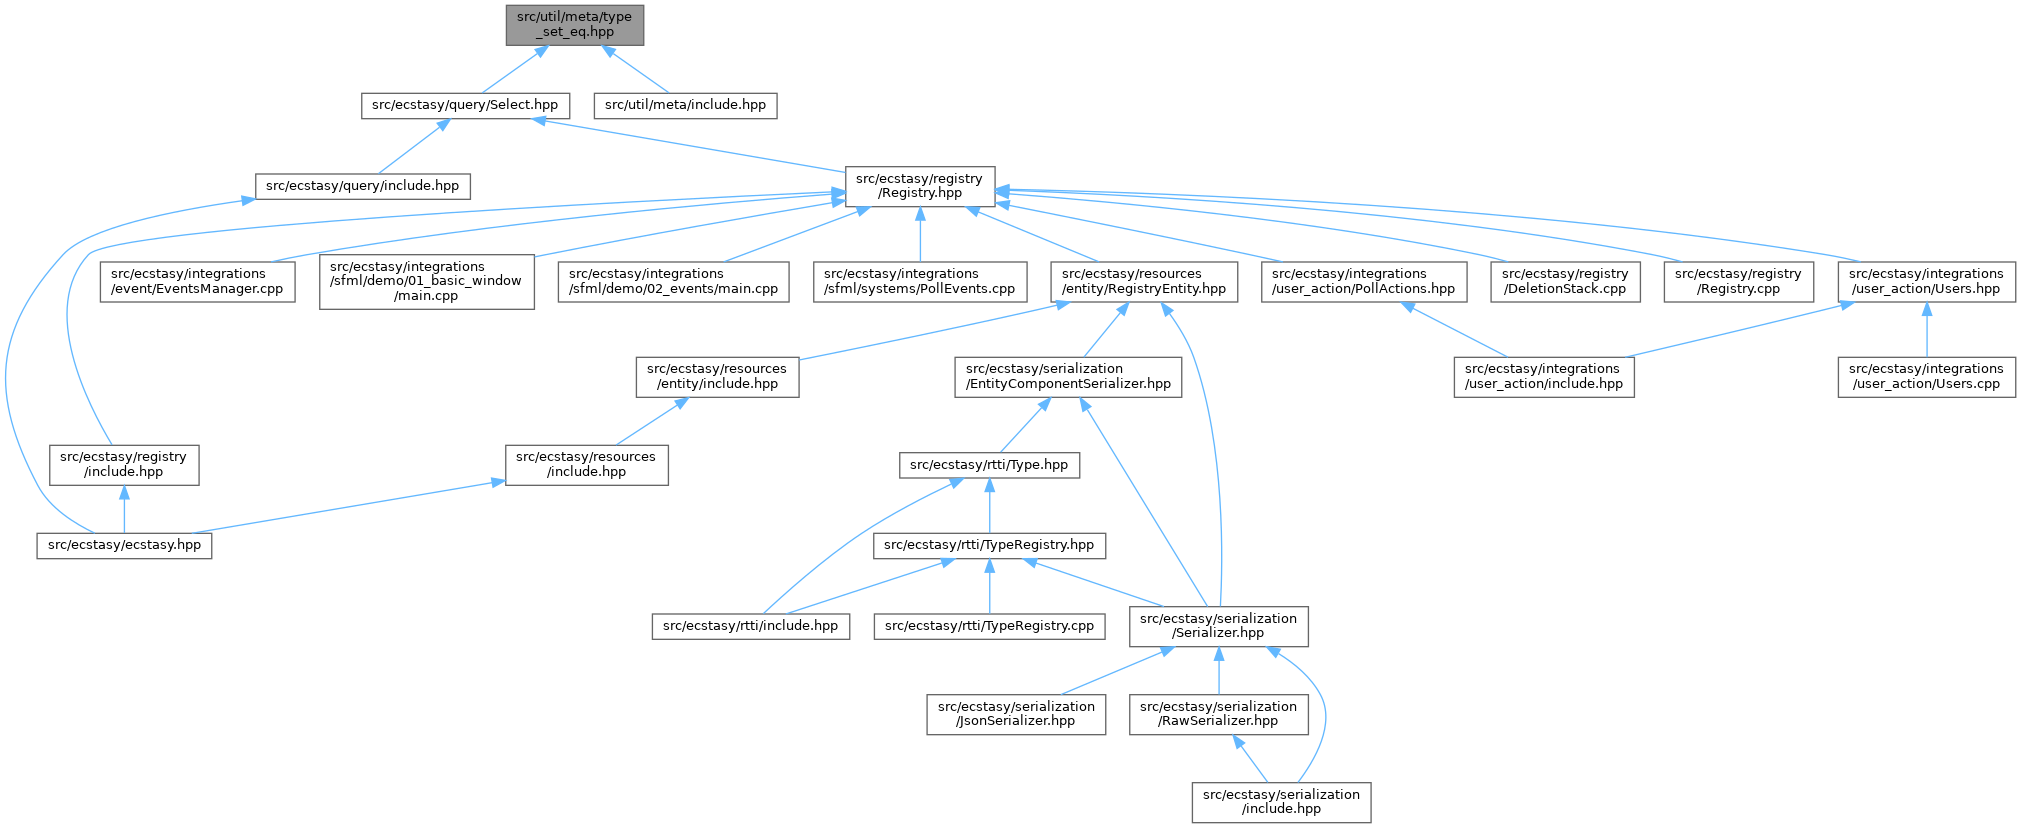 src/util/meta/type
_set_eq.hpp
src/ecstasy/query/Select.hpp
src/util/meta/include.hpp
src/ecstasy/query/include.hpp
src/ecstasy/registry
/Registry.hpp
src/ecstasy/integrations
/event/EventsManager.cpp
src/ecstasy/integrations
/sfml/demo/01_basic_window
/main.cpp
src/ecstasy/integrations
/sfml/demo/02_events/main.cpp
src/ecstasy/integrations
/sfml/systems/PollEvents.cpp
src/ecstasy/resources
entity/RegistryEntity.hpp
src/ecstasy/integrations
/user_action/PollActions.hpp
src/ecstasy/registry
/DeletionStack.cpp
src/ecstasy/registry
/Registry.cpp
src/ecstasy/integrations
/user_action/Users.hpp
src/ecstasy/resources
/entity/include.hpp
src/ecstasy/serialization
/EntityComponentSerializer.hpp
src/ecstasy/integrations
/user_action/include.hpp
src/ecstasy/integrations
/user_action/Users.cpp
src/ecstasy/registry
/include.hpp
src/ecstasy/resources
/include.hpp
src/ecstasy/rtti/Type.hpp
src/ecstasy/ecstasy.hpp
src/ecstasy/rtti/TypeRegistry.hpp
src/ecstasy/rtti/include.hpp
src/ecstasy/rtti/TypeRegistry.cpp
src/ecstasy/serialization
/Serializer.hpp
src/ecstasy/serialization
/JsonSerializer.hpp
src/ecstasy/serialization
/RawSerializer.hpp
src/ecstasy/serialization
/include.hpp